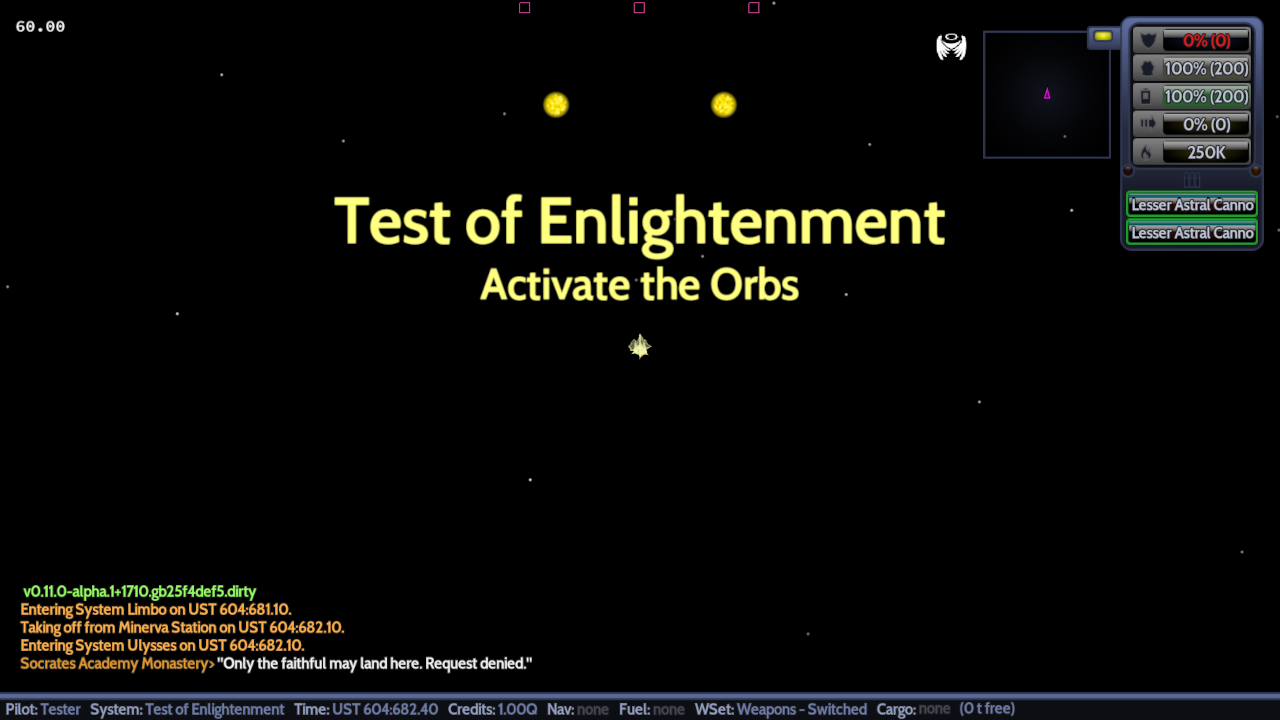 60.00
0% (0)
100% (200)
100% (200)
0% (0)
250K
Lesser Astral Canno
Lesser Astral Canno
Test of Enlightenment
Activate the Orbs
v0.11.0-alpha.1+1710.gb25f4def5.dirty
Entering System Limbo on UST 604:681.10.
Taking off from Minerva Station on UST 604:682.10.
Entering System Ulysses on UST 604:682.10.
Socrates Academy Monastery> "Only the faithful may land here. Request denied."
Pilot: Tester System: Test of Enlightenment Time: UST 604:682.40 Credits: 1.00Q Nav: none Fuel: none WSet: Weapons - Switched Cargo: none (0 t free)